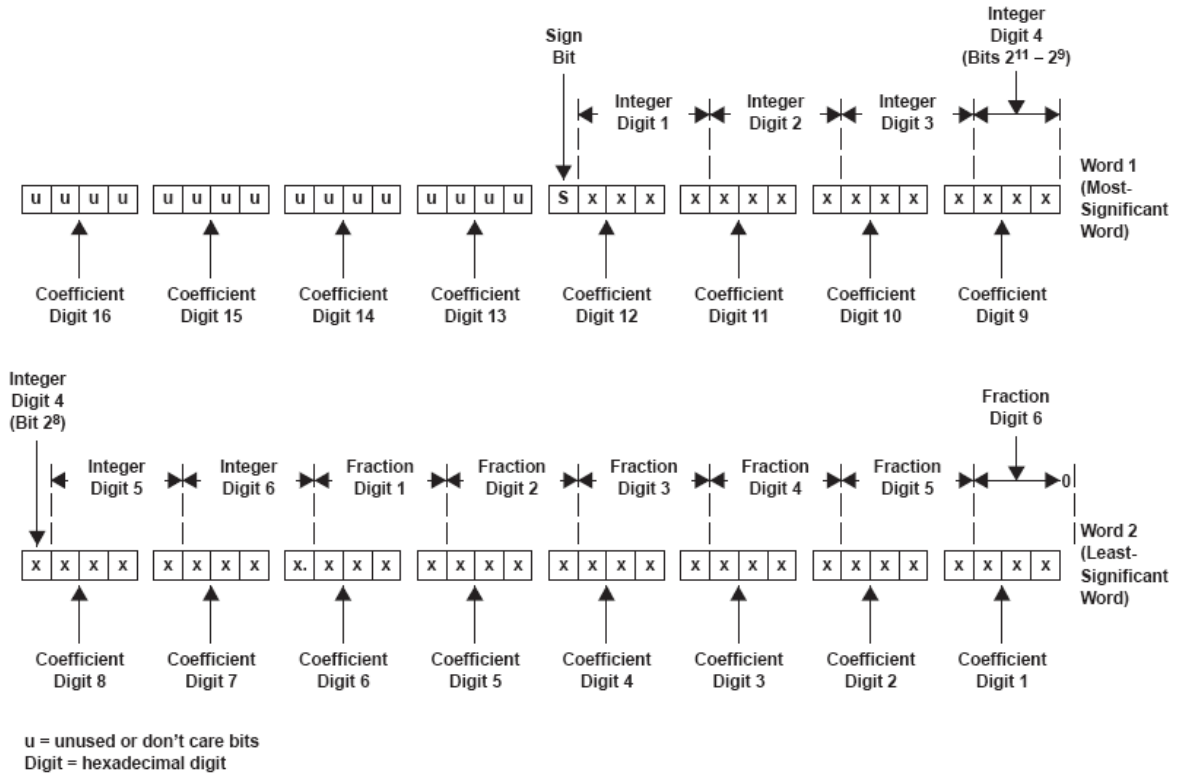 Integer
Digit 4
(Bits 2¹¹ – 2⁹)
Sign
Bit
Integer
Digit 1
Integer
Digit 2
Integer
Digit 3
u u u u u u u u u u u u u u u u S x x x x x x x x x x x x x x x
Word 1
(Most-
Significant
Word)
Coefficient
Digit 16
Coefficient
Digit 15
Coefficient
Digit 14
Coefficient
Digit 13
Coefficient
Digit 12
Coefficient
Digit 11
Coefficient
Digit 10
Coefficient
Digit 9
Integer
Digit 4
(Bit 2⁸)
Integer
Digit 5
Integer
Digit 6
Fraction
Digit 1
Fraction
Digit 2
Fraction
Digit 3
Fraction
Digit 4
Fraction
Digit 5
Fraction
Digit 6
0
x x x x x x x x x. x x x x x x x x x x x x x x x x x x x x x x x
Word 2
(Least-
Significant
Word)
Coefficient
Digit 8
Coefficient
Digit 7
Coefficient
Digit 6
Coefficient
Digit 5
Coefficient
Digit 4
Coefficient
Digit 3
Coefficient
Digit 2
Coefficient
Digit 1
u = unused or don't care bits
Digit = hexadecimal digit